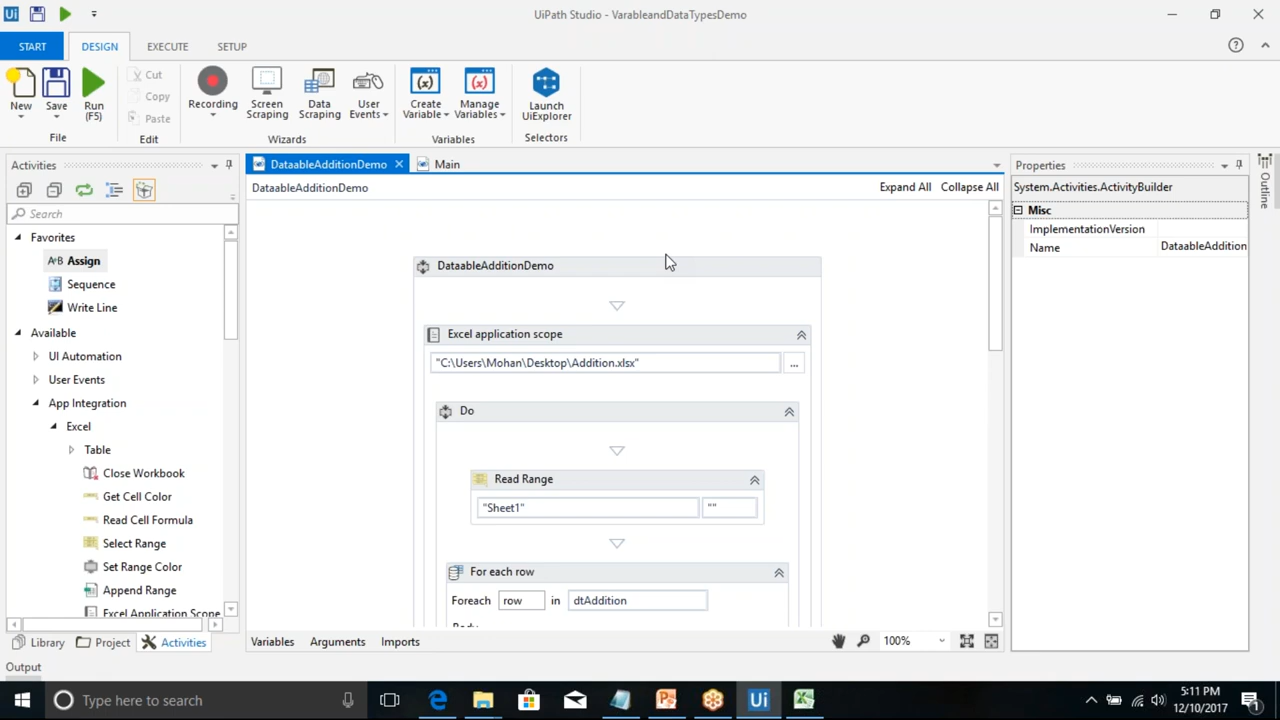 Ui
UiPath Studio - VarableandDataTypesDemo
START
DESIGN
EXECUTE
SETUP
New
Save
Run
(F5)
Cut
Copy
Paste
Recording
Screen
Scraping
Data
Scraping
User
Events
Create
Variable
Manage
Variables
Launch
UiExplorer
File
Edit
Wizards
Variables
Selectors
Activities
DataableAdditionDemo
Main
Properties
Outline
DataableAdditionDemo
Expand All
Collapse All
System.Activities.ActivityBuilder
Search
Misc
ImplementationVersion
Name
DataableAddition
Favorites
A+B Assign
Sequence
Write Line
Available
UI Automation
User Events
App Integration
Excel
Table
Close Workbook
Get Cell Color
Read Cell Formula
Select Range
Set Range Color
Append Range
Excel Application Scope
DataableAdditionDemo
Excel application scope
"C:\Users\Mohan\Desktop\Addition.xlsx"
...
Do
Read Range
"Sheet1"
""
For each row
Foreach
row
in
dtAddition
Body
Library
Project
Activities
Variables
Arguments
Imports
100%
Output
Type here to search
Ui
5:11 PM
12/10/2017